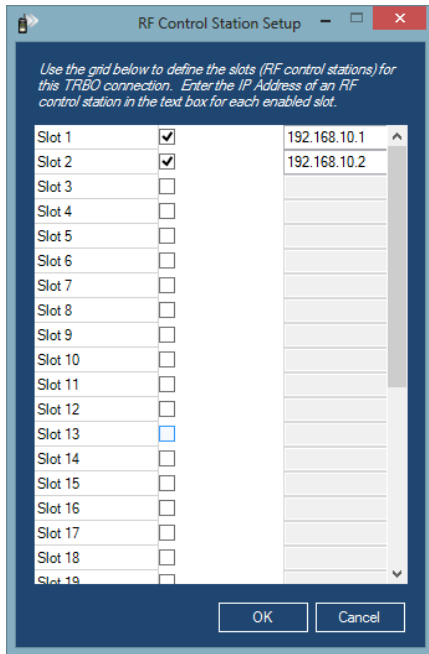 RF Control Station Setup
Use the grid below to define the slots (RF control stations) for
this TRBO connection. Enter the IP Address of an RF
control station in the text box for each enabled slot.
Slot 1 192.168.10.1
Slot 2 192.168.10.2
Slot 3
Slot 4
Slot 5
Slot 6
Slot 7
Slot 8
Slot 9
Slot 10
Slot 11
Slot 12
Slot 13
Slot 14
Slot 15
Slot 16
Slot 17
Slot 18
Slot 19
OK Cancel